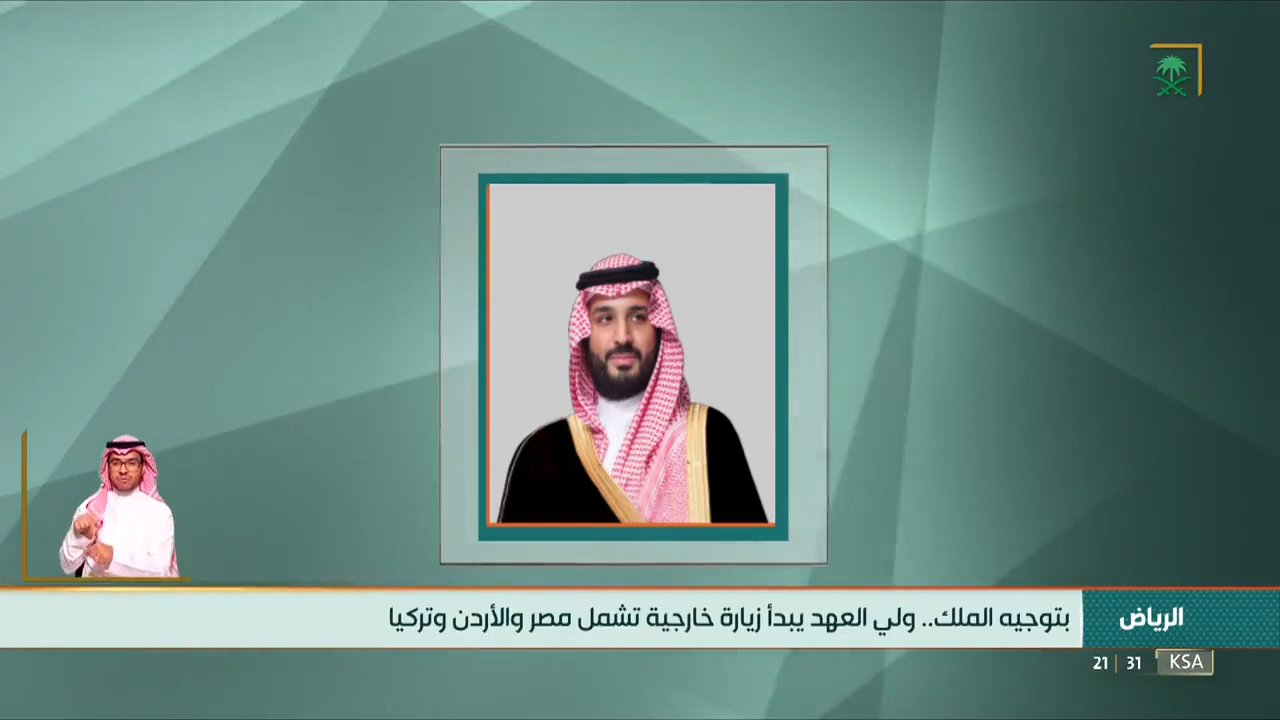 الرياض
بتوجيه الملك.. ولي العهد يبدأ زيارة خارجية تشمل مصر والأردن وتركيا
21 | 31 KSA